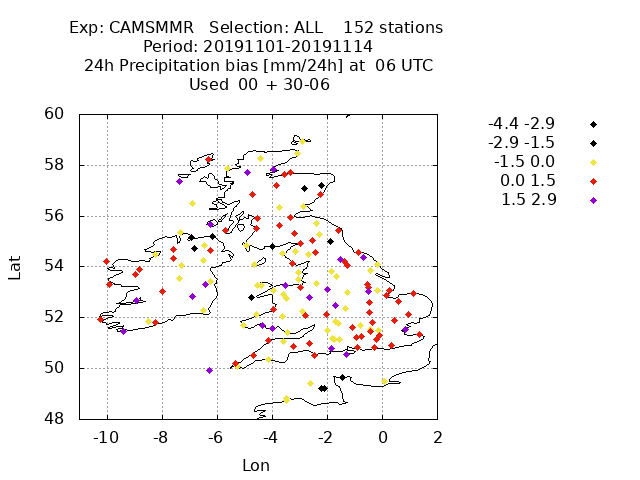 Exp: CAMSMMR Selection: ALL 152 stations
Period: 20191101-20191114
24h Precipitation bias [mm/24h] at 06 UTC
Used 00 + 30-06
-4.4 -2.9
-2.9 -1.5
-1.5 0.0
0.0 1.5
1.5 2.9
60
58
56
54
52
50
48
Lat
-10 -8 -6 -4 -2 0 2
Lon